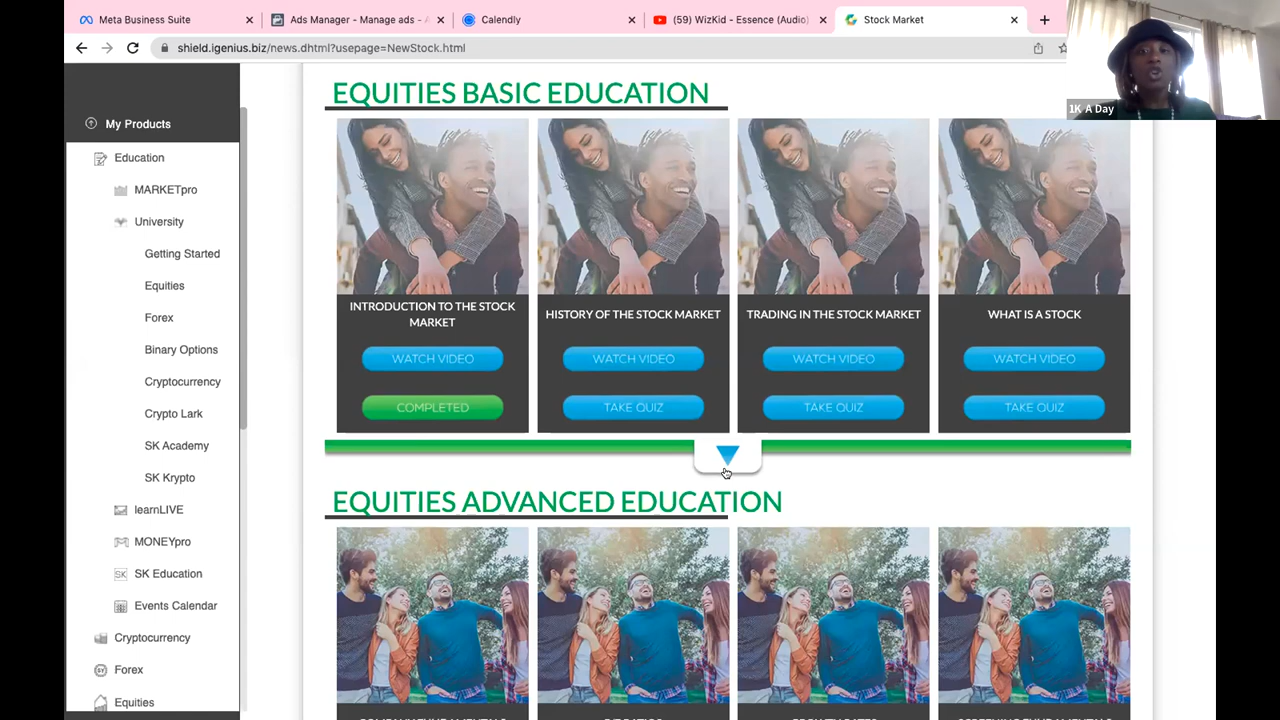 Meta Business Suite
Ads Manager - Manage ads -
Calendly
(59) WizKid - Essence (Audio)
Stock Market
shield.igenius.biz/news.dhtml?usepage=NewStock.html
1K A Day
My Products
Education
MARKETpro
University
Getting Started
Equities
Forex
Binary Options
Cryptocurrency
Crypto Lark
SK Academy
SK Krypto
learnLIVE
MONEYpro
SK SK Education
Events Calendar
Cryptocurrency
Forex
Equities
EQUITIES BASIC EDUCATION
INTRODUCTION TO THE STOCK
MARKET
WATCH VIDEO
COMPLETED
HISTORY OF THE STOCK MARKET
WATCH VIDEO
TAKE QUIZ
TRADING IN THE STOCK MARKET
WATCH VIDEO
TAKE QUIZ
WHAT IS A STOCK
WATCH VIDEO
TAKE QUIZ
EQUITIES ADVANCED EDUCATION